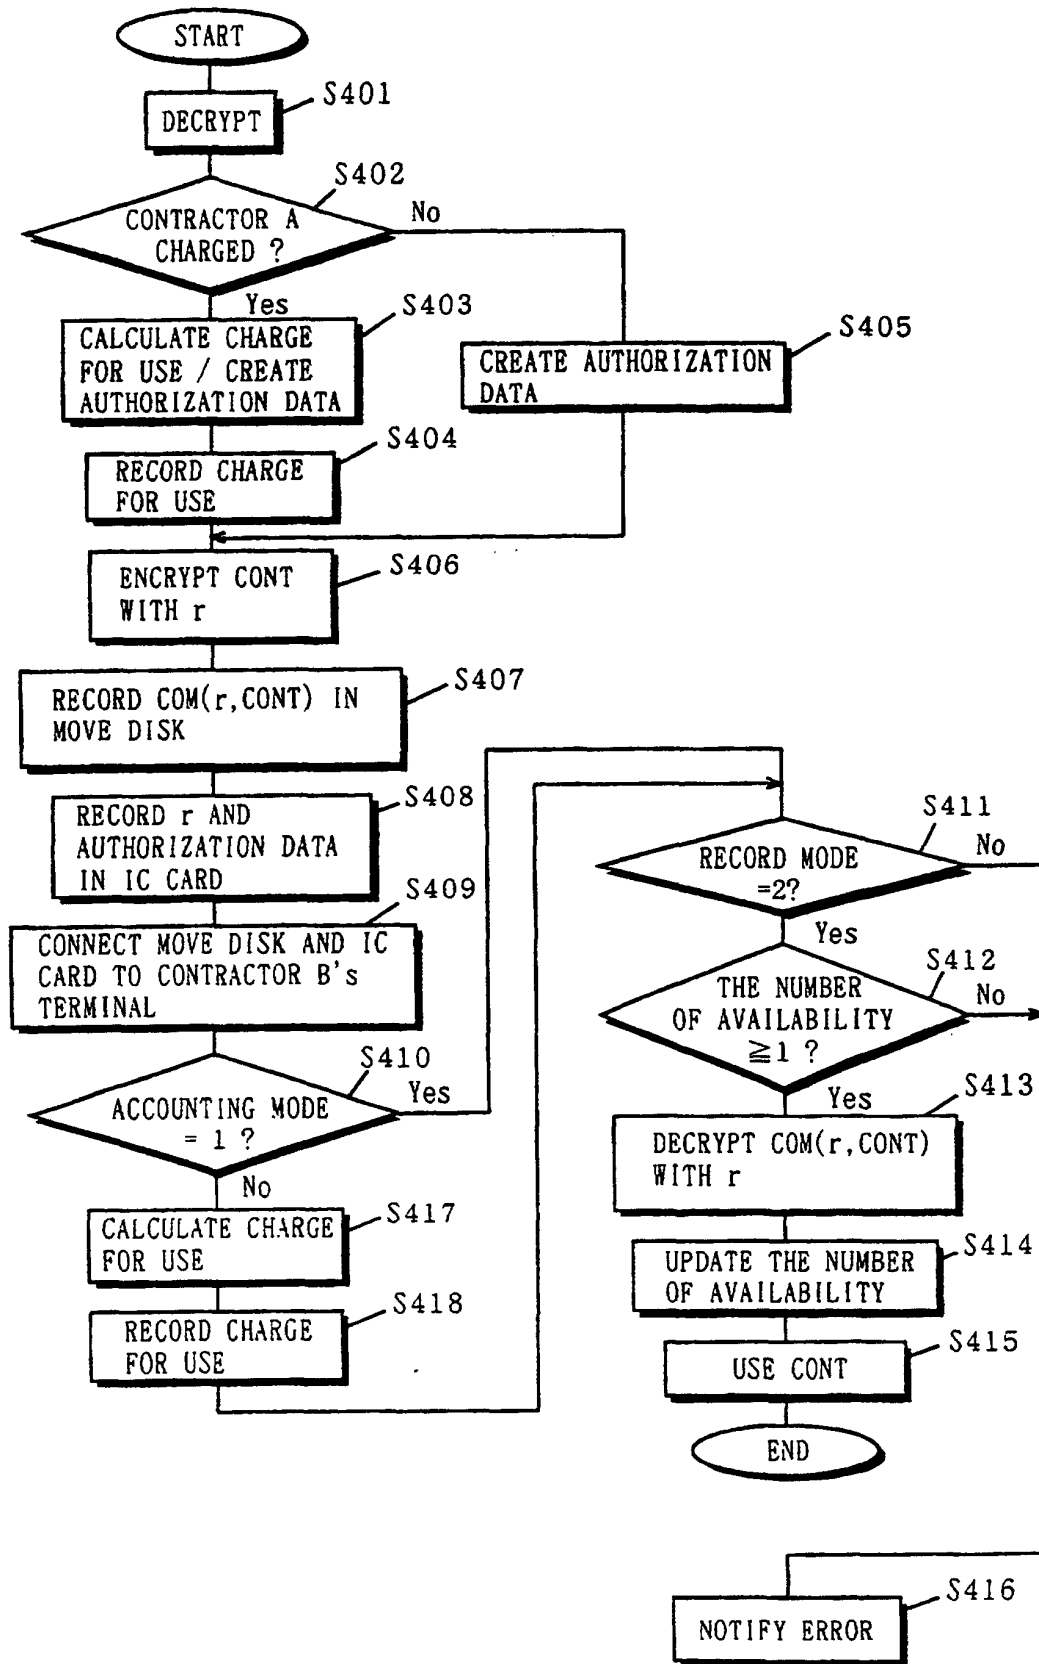 START
S401
DECRYPT
S402
CONTRACTOR A
CHARGED ?
No
Yes
S403
CALCULATE CHARGE
FOR USE / CREATE
AUTHORIZATION DATA
S405
CREATE AUTHORIZATION
DATA
S404
RECORD CHARGE
FOR USE
S406
ENCRYPT CONT
WITH r
S407
RECORD COM(r,CONT) IN
MOVE DISK
S408
RECORD r AND
AUTHORIZATION DATA
IN IC CARD
S409
CONNECT MOVE DISK AND IC
CARD TO CONTRACTOR B's
TERMINAL
S410
ACCOUNTING MODE
= 1 ?
Yes
No
S417
CALCULATE CHARGE
FOR USE
S418
RECORD CHARGE
FOR USE
S411
RECORD MODE
=2?
No
Yes
S412
THE NUMBER
OF AVAILABILITY
≧1 ?
No
Yes
S413
DECRYPT COM(r,CONT)
WITH r
S414
UPDATE THE NUMBER
OF AVAILABILITY
S415
USE CONT
END
S416
NOTIFY ERROR